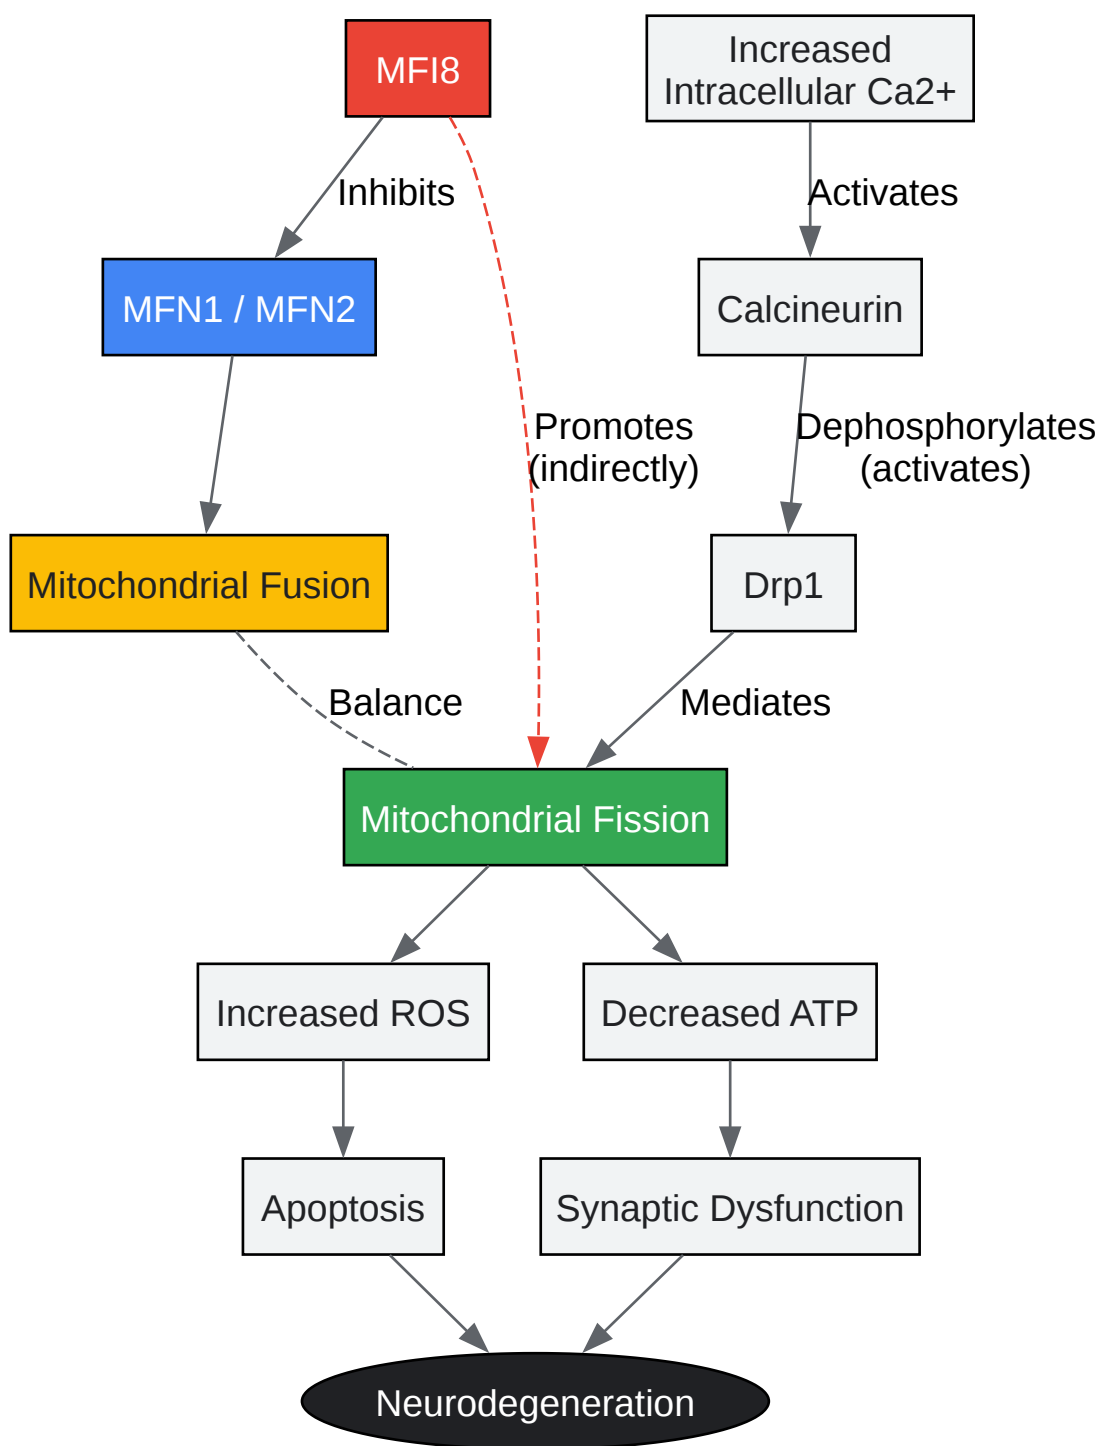 MFI8
Increased
Intracellular Ca2+
Inhibits
Activates
MFN1 / MFN2
Calcineurin
Promotes
(indirectly)
Dephosphorylates
(activates)
Mitochondrial Fusion
Drp1
Balance
Mediates
Mitochondrial Fission
Increased ROS
Decreased ATP
Apoptosis
Synaptic Dysfunction
Neurodegeneration